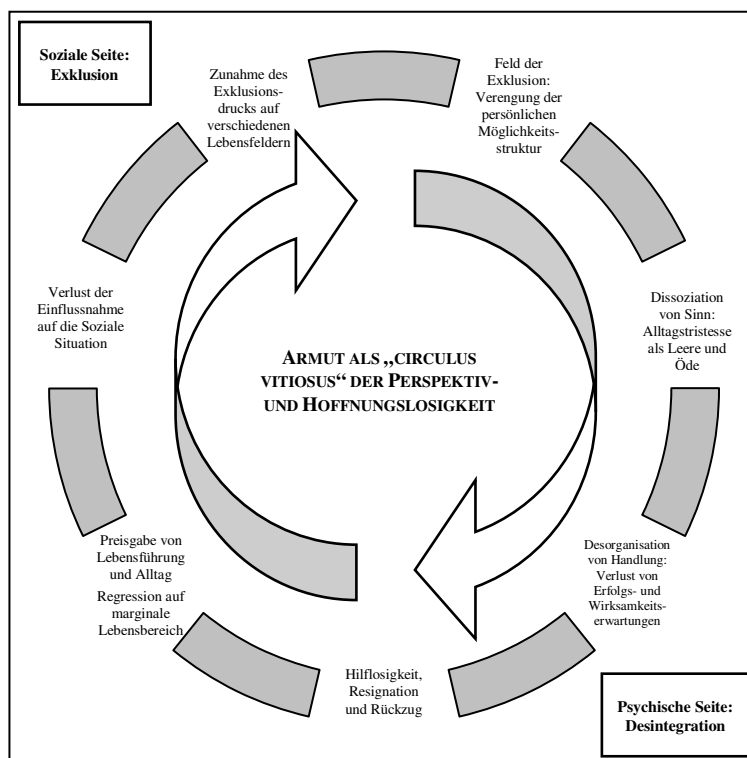 Soziale Seite:
Exklusion
Zunahme des
Exklusions-
drucks auf
verschiedenen
Lebensfeldern
Feld der
Exklusion:
Verengung der
persönlichen
Möglichkeits-
struktur
Dissoziation
von Sinn:
Alltagstristesse
als Leere und
Öde
Desorganisation
von Handlung:
Verlust von
Erfolgs- und
Wirksamkeits-
erwartungen
Hilflosigkeit,
Resignation
und Rückzug
Preisgabe von
Lebensführung
und Alltag
Regression auf
marginale
Lebensbereich
Verlust der
Einflussnahme
auf die Soziale
Situation
ARMUT ALS „CIRCULUS
VITIOSUS“ DER PERSPEKTIV-
UND HOFFNUNGSLOSIGKEIT
Psychische Seite:
Desintegration